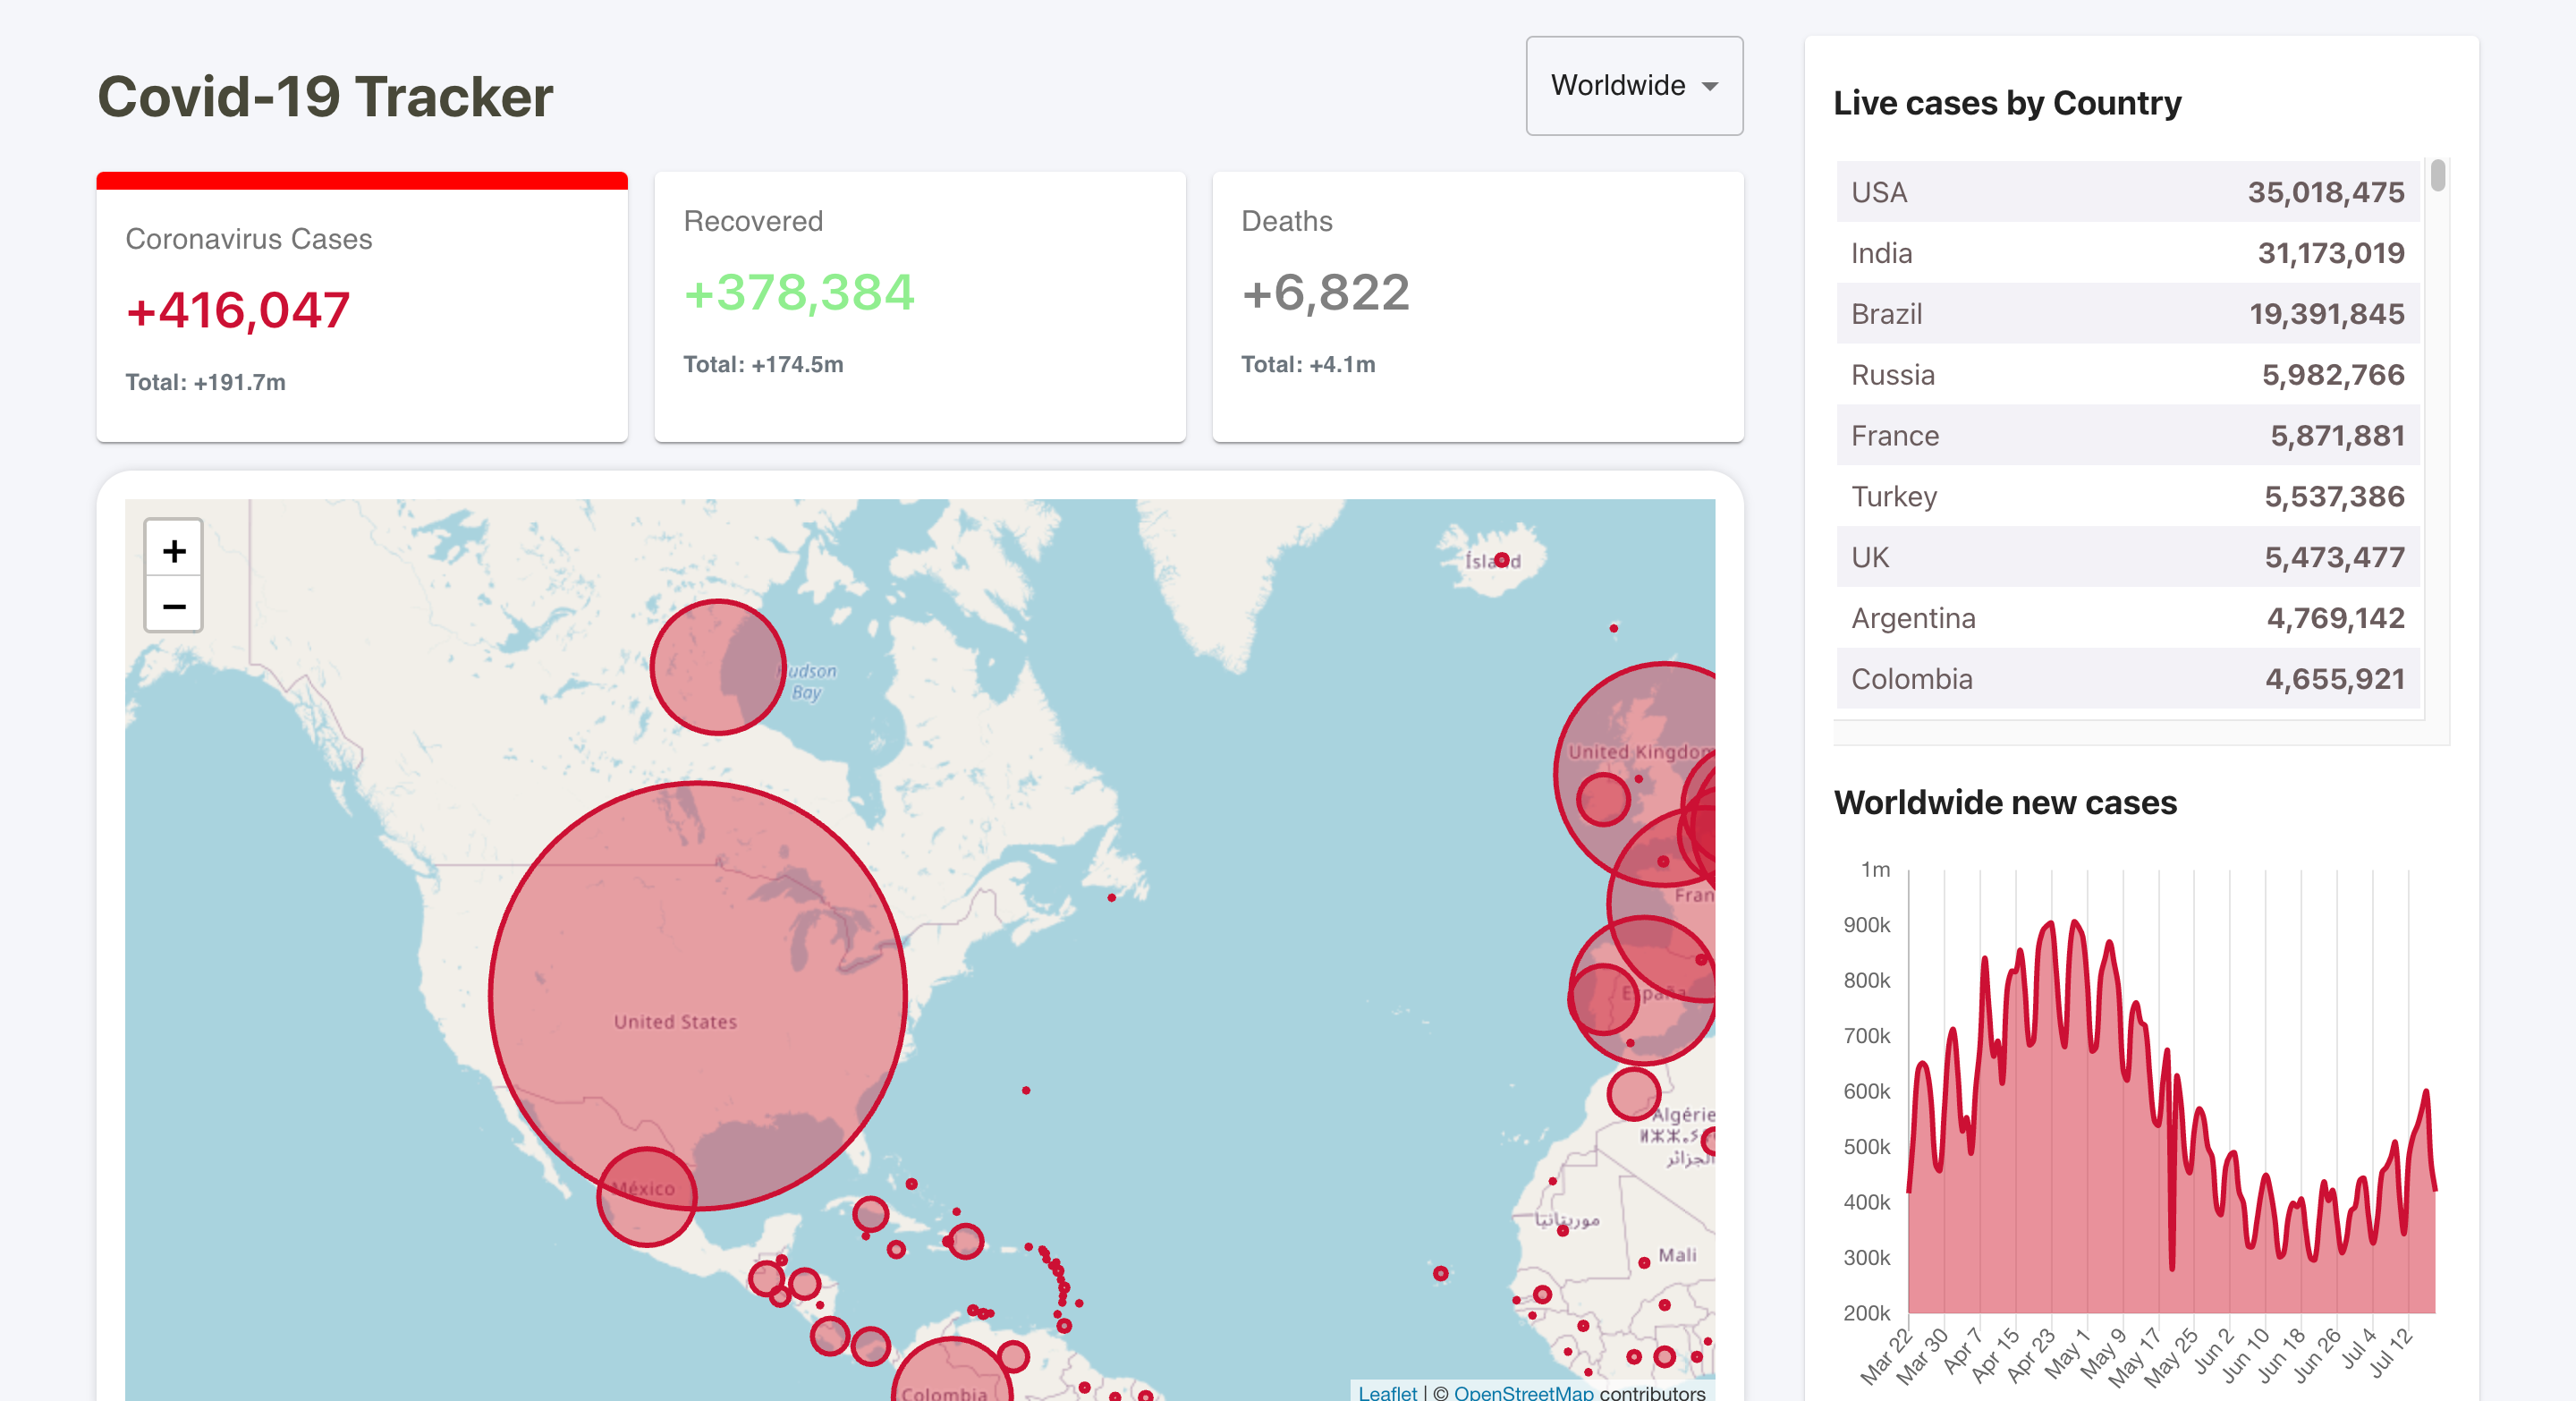 Covid-19 Tracker
Worldwide
Coronavirus Cases
+416,047
Total: +191.7m
Recovered
+378,384
Total: +174.5m
Deaths
+6,822
Total: +4.1m
+
−
Hudson
Bay
United Kingdom
España
United States
México
Algérie
الجزائر
موريتانيا
Mali
Colombia
Leaflet | © OpenStreetMap contributors
Live cases by Country
USA 35,018,475
India 31,173,019
Brazil 19,391,845
Russia 5,982,766
France 5,871,881
Turkey 5,537,386
UK 5,473,477
Argentina 4,769,142
Colombia 4,655,921
Worldwide new cases
1m
900k
800k
700k
600k
500k
400k
300k
200k
Mar 22
Mar 30
Apr 7
Apr 15
Apr 23
May 1
May 9
May 17
May 25
Jun 2
Jun 10
Jun 18
Jun 26
Jul 4
Jul 12